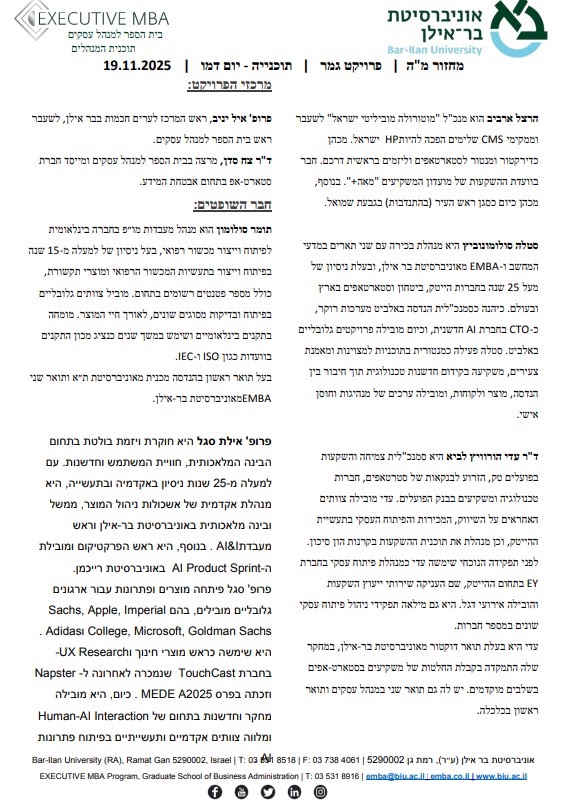 EXECUTIVE MBA
בית הספר למנהל עסקים
תוכנית המנהלים
אוניברסיטת
בר-אילן
Bar-Ilan University
מחזור מ"ה | פרויקט גמר | תוכנייה - יום דמו | 19.11.2025
מרכזי הפרויקט:
פרופ' אייל יניב, ראש המרכז לערים חכמות בבר אילן, לשעבר
ראש בית הספר למנהל עסקים.
ד"ר צח סדן, מרצה בבית הספר למנהל עסקים ומייסד חברת
סטארט-אפ בתחום אבטחת המידע.
חבר השופטים:
תומר סולומון הוא מנהל מעבדות מו״פ בחברה בינלאומית
לפיתוח וייצור מכשור רפואי, בעל ניסיון של למעלה מ-15 שנה
בפיתוח וייצור בתעשיות המכשור הרפואי ומוצרי תקשורת,
כולל מספר פטנטים רשומים בתחום. מוביל צוותים גלובליים
בפיתוח ובדיקות מסוגים שונים, לאורך חיי המוצר. מומחה
בתקנים בינלאומיים ושימש במשך שנים כנציג מכון התקנים
בוועדות כגון ISO ו-IEC.
בעל תואר ראשון בהנדסה מכנית מאוניברסיטת ת״א ותואר שני
EMBAמאוניברסיטת בר-אילן.
פרופ' אילת סגל היא חוקרת ויזמת בולטת בתחום
הבינה המלאכותית, חוויית המשתמש וחדשנות. עם
למעלה מ-25 שנות ניסיון באקדמיה ובתעשייה, היא
מנהלת אקדמית של אשכולות ניהול המוצר, ממשל
ובינה מלאכותית באוניברסיטת בר-אילן וראש
מעבדתAI&I . בנוסף, היא ראש הפרקטיקום ומובילת
ה-AI Product Sprint באוניברסיטת רייכמן.
פרופ' סגל פיתחה מוצרים ופתרונות עבור ארגונים
גלובליים מובילים, בהם Sachs, Apple, Imperial
Adidasו College, Microsoft, Goldman Sachs .
היא שימשה כראש מוצרי חינוך וUX Research-
בחברת TouchCast שנמכרה לאחרונה ל- Napster
וזכתה בפרס MEDE A2025 . כיום, היא מובילה
מחקר וחדשנות בתחום של Human-AI Interaction
ומלווה צוותים אקדמיים ותעשייתיים בפיתוח פתרונות
AI
הרצל ארביב הוא מנכ"ל "מוטורולה מוביליטי ישראל" לשעבר
וממקימי CMS שלימים הפכה להיותHP ישראל. מכהן
כדירקטור ומנטור לסטארטאפים וליזמים בראשית דרכם. חבר
בוועדת ההשקעות של מועדון המשקיעים "מאה+". בנוסף,
מכהן כיום כסגן ראש העיר (בהתנדבות) בגבעת שמואל.
סטלה סולומונוביץ היא מנהלת בכירה עם שני תארים במדעי
המחשב ו-EMBA מאוניברסיטת בר אילן, ובעלת ניסיון של
מעל 25 שנה בחברות הייטק, ביטחון וסטארטאפים בארץ
ובעולם. כיהנה כסמנכ"לית הנדסה באלביט מערכות רוקר,
כ-CTO בחברת AI חדשנית, וכיום מובילה פרויקטים גלובליים
באלביט. סטלה פעילה כמנטורית בתוכניות למצוינות ומאמנת
צעירים, משקיעה בקידום חדשנות טכנולוגית תוך חיבור בין
הנדסה, מוצר ולקוחות, ומובילה ערכים של מנהיגות וחוסן
אישי.
ד"ר עדי הורוויץ לביא היא סמנכ"לית צמיחה והשקעות
בפועלים טק, הזרוע לבנקאות של סטרטאפים, חברות
טכנולוגיה ומשקיעים בבנק הפועלים. עדי מובילה צוותים
האחראים על השיווק, המכירות והפיתוח העסקי בתעשיית
ההייטק, וכן מנהלת את תוכנית ההשקעות בקרנות הון סיכון.
לפני תפקידה הנוכחי שימשה עדי כמנהלת פיתוח עסקי בחברת
EY בתחום ההייטק, שם העניקה שירותי ייעוץ השקעות
והובילה אירועי דגל. היא גם מילאה תפקידי ניהול פיתוח עסקי
שונים במספר חברות.
עדי היא בעלת תואר דוקטור מאוניברסיטת בר-אילן, במחקר
שלה התמקדה בקבלת החלטות של משקיעים בסטארט-אפים
בשלבים מוקדמים. יש לה גם תואר שני במנהל עסקים ותואר
ראשון בכלכלה.
אוניברסיטת בר אילן (ע״ר), רמת גן 5290002 | Bar-Ilan University (RA), Ramat Gan 5290002, Israel | T: 03 531 8518 | F: 03 738 4061
EXECUTIVE MBA Program, Graduate School of Business Administration | T: 03 531 8916 | emba@biu.ac.il | emba.co.il | www.biu.ac.il